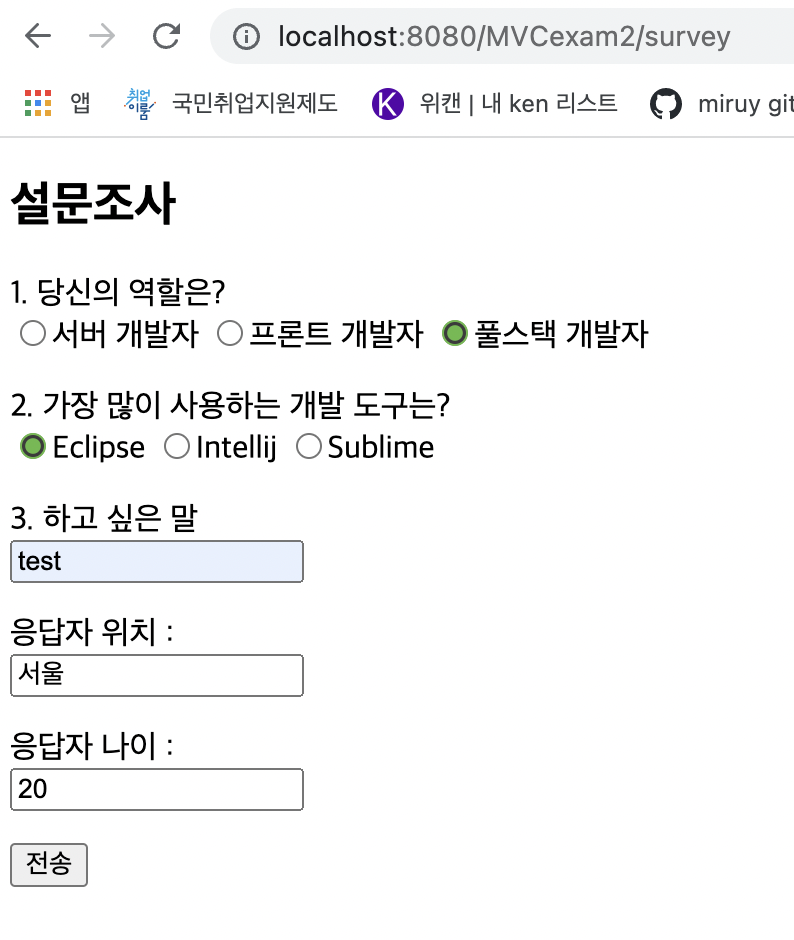 localhost:8080/MVCexam2/survey
앱 취업이룸 국민취업지원제도 K 위캔 | 내 ken 리스트 miruy git
설문조사
1. 당신의 역할은?
서버 개발자 프론트 개발자 풀스택 개발자
2. 가장 많이 사용하는 개발 도구는?
Eclipse Intellij Sublime
3. 하고 싶은 말
test
응답자 위치 :
서울
응답자 나이 :
20
전송